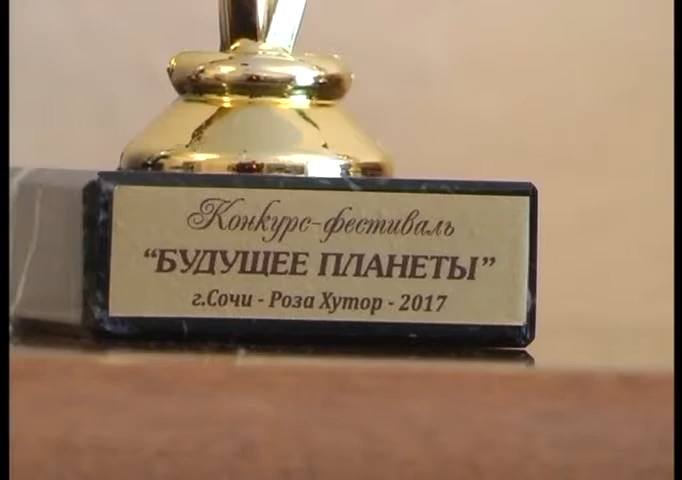 Конкурс-фестиваль
“БУДУЩЕЕ ПЛАНЕТЫ”
г.Сочи - Роза Хутор - 2017